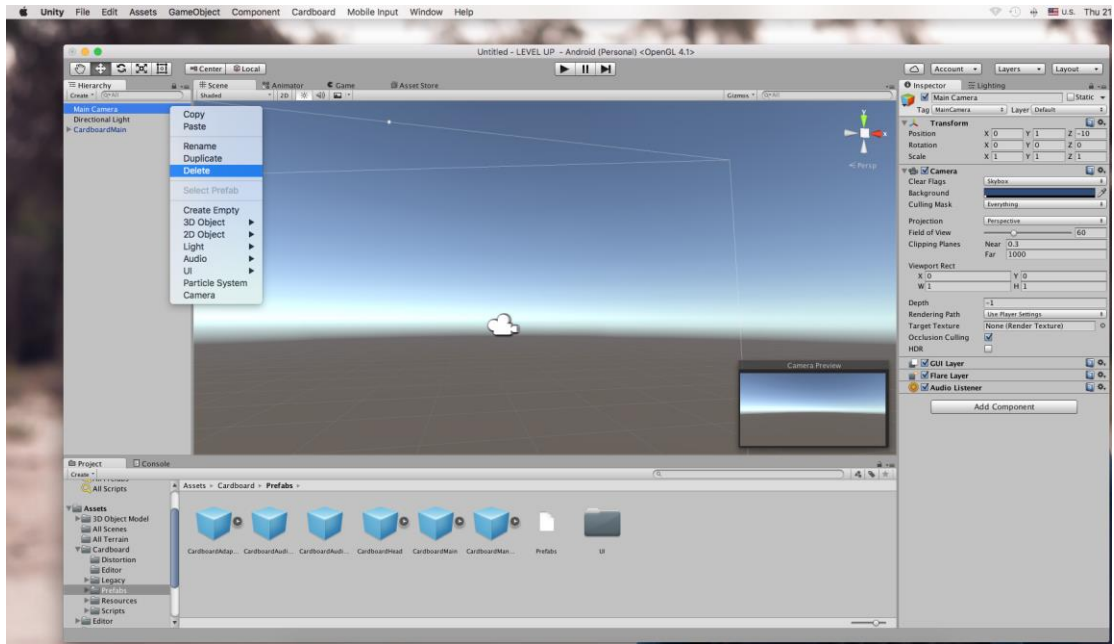 Unity File Edit Assets GameObject Component Cardboard Mobile Input Window Help
U.S. Thu 21
Untitled - LEVEL UP - Android (Personal) <OpenGL 4.1>
Center Local
Account Layers Layout
Hierarchy
Create
Main Camera
Directional Light
CardboardMain
Copy
Paste
Rename
Duplicate
Delete
Select Prefab
Create Empty
3D Object
2D Object
Light
Audio
UI
Particle System
Camera
Scene Animator Game Asset Store
Shaded 2D Gizmos
y
x
Persp
Camera Preview
Inspector Lighting
Main Camera Static
Tag MainCamera Layer Default
Transform
Position X 0 Y 1 Z -10
Rotation X 0 Y 0 Z 0
Scale X 1 Y 1 Z 1
Camera
Clear Flags Skybox
Background
Culling Mask Everything
Projection Perspective
Field of View 60
Clipping Planes Near 0.3
Far 1000
Viewport Rect
X 0 Y 0
W 1 H 1
Depth -1
Rendering Path Use Player Settings
Target Texture None (Render Texture)
Occlusion Culling
HDR
GUI Layer
Flare Layer
Audio Listener
Add Component
Project Console
Create
All Scripts
Assets
3D Object Model
All Scenes
All Terrain
Cardboard
Distortion
Editor
Legacy
Prefabs
Resources
Scripts
Editor
Assets Cardboard Prefabs
CardboardAdap... CardboardAudi... CardboardAudi... CardboardHead CardboardMain CardboardMan... Prefabs UI